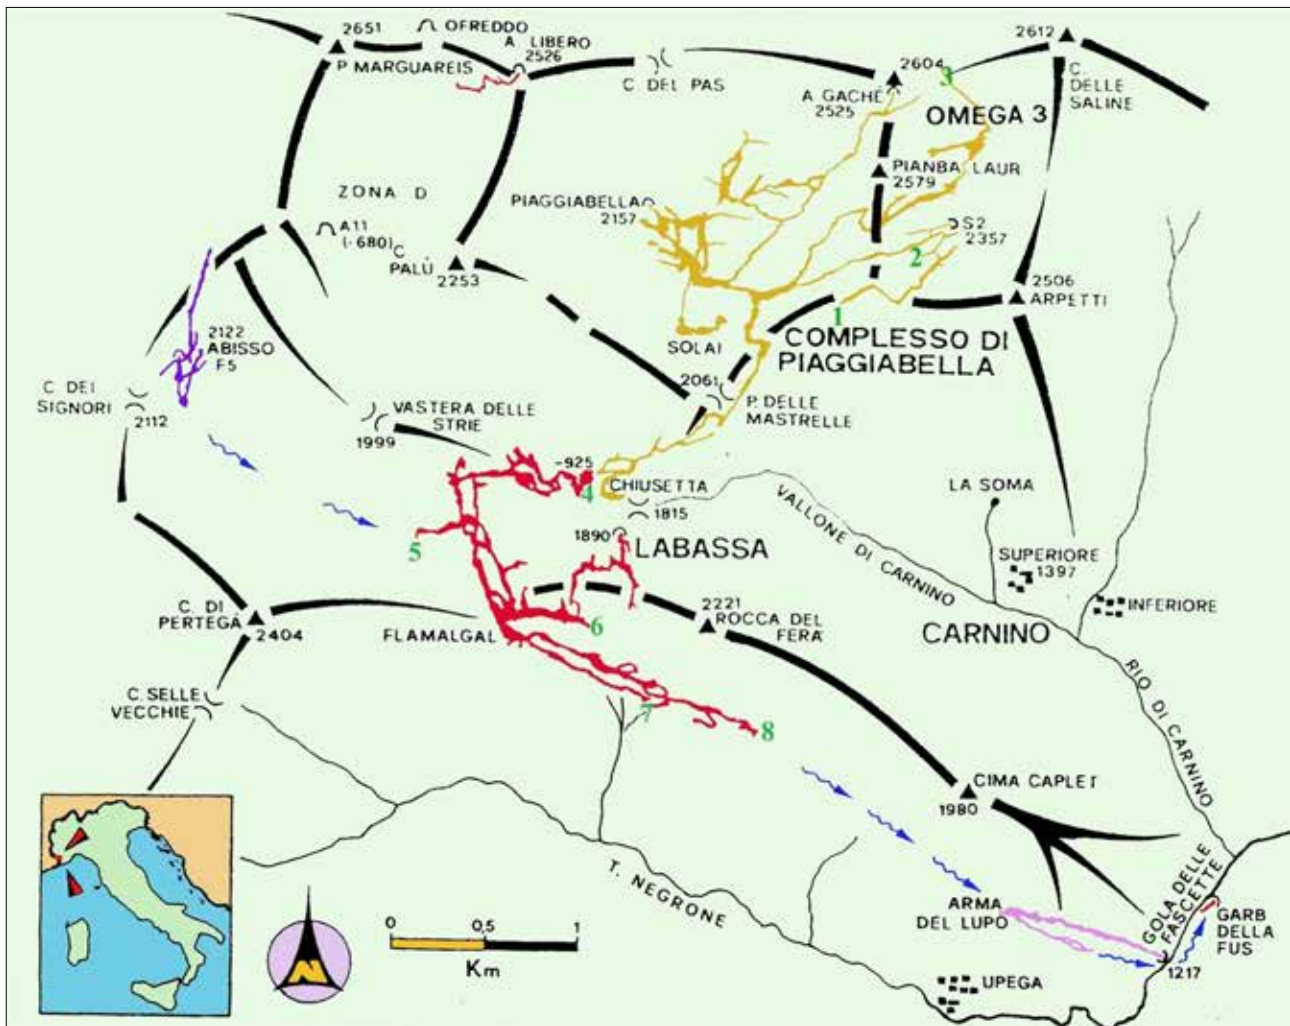 2651
OFREDDO
A LIBERO
2526
P. MARGUAREIS
C. DEL PAS
2604
3
2612
A GACHÉ
2525
C.
DELLE
SALINE
OMEGA 3
PIANBA LAUR
2579
ZONA D
PIAGGIABELLA
2157
S2
2357
A11
(-680)
C.
PALÙ
2253
2
2506
ARPETTI
1
2122
ABISSO
F5
SOLAI
COMPLESSO DI
PIAGGIABELLA
C. DEI
SIGNORI
2112
2061
P. DELLE
MASTRELLE
VASTERA DELLE
STRIE
1999
-925
4
CHIUSETTA
1815
VALLONE DI CARNINO
LA SOMA
5
1890
LABASSA
SUPERIORE
1397
INFERIORE
C. DI
PERTEGÀ
2404
FLAMALGAL
6
2221
ROCCA DEL
FERÀ
CARNINO
C. SELLE
VECCHIE
7
8
RIO DI CARNINO
CIMA CAPLET
1980
T. NEGRONE
GOLA DELLE
FASCETTE
ARMA
DEL LUPO
GARB
DELLA
FUS
1217
0
0,5
1
Km
N
UPEGA